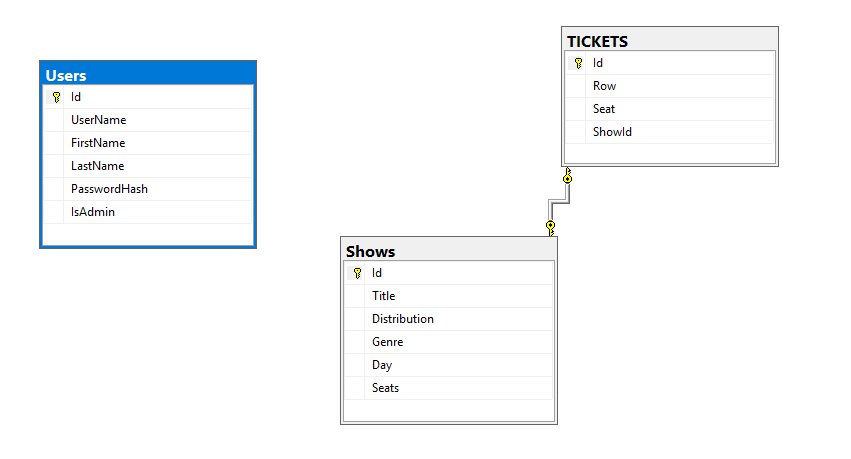 Users
Id
UserName
FirstName
LastName
PasswordHash
IsAdmin
TICKETS
Id
Row
Seat
ShowId
Shows
Id
Title
Distribution
Genre
Day
Seats